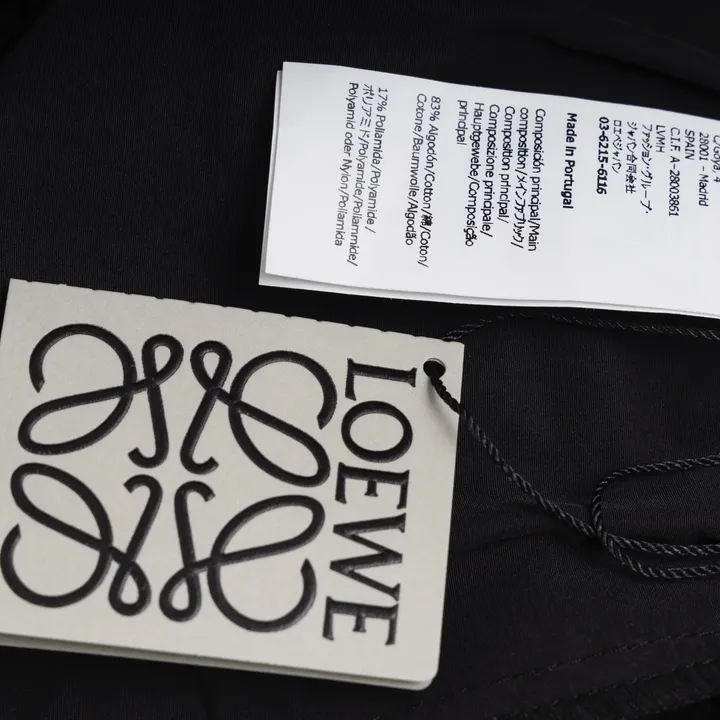 C/Goya, 4
28001 – Madrid
SPAIN
C.I.F. A-28003861
LVMH
ファッション・グループ・
ジャパン合同会社
ロエベジャパン
03-6215-6116
Made in Portugal
Composición principal/Main
composition/メインファブリック/
Composition principal/
Composizione principale/
Hauptgewebe/Composição
principal
83% Algodón/Cotton/綿/Coton/
Cotone/Baumwolle/Algodão
17% Poliamida/Polyamide/
ポリアミド/Polyamide/Poliammide/
Polyamid oder Nylon/Poliamida
LOEWE